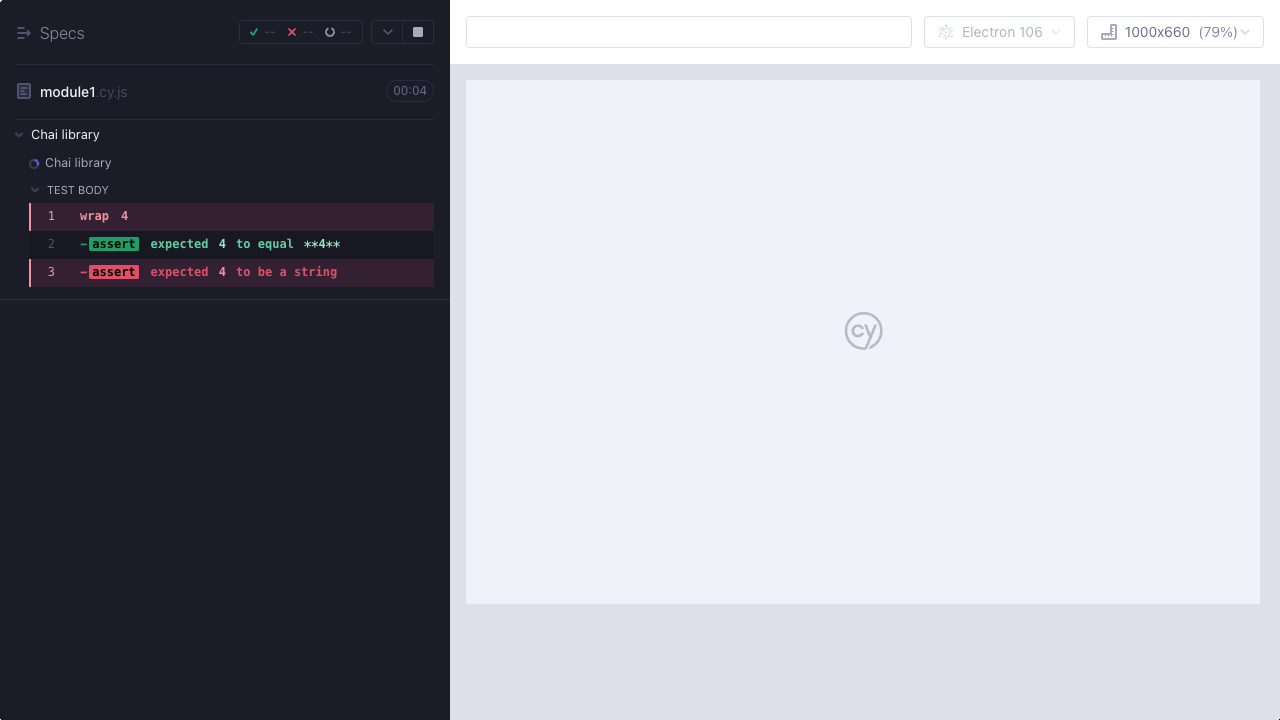 Specs -- -- --
Electron 106 1000x660 (79%)
module1.cy.js 00:04
Chai library
Chai library
TEST BODY
1 wrap 4
2 -assert expected 4 to equal **4**
3 -assert expected 4 to be a string
cy